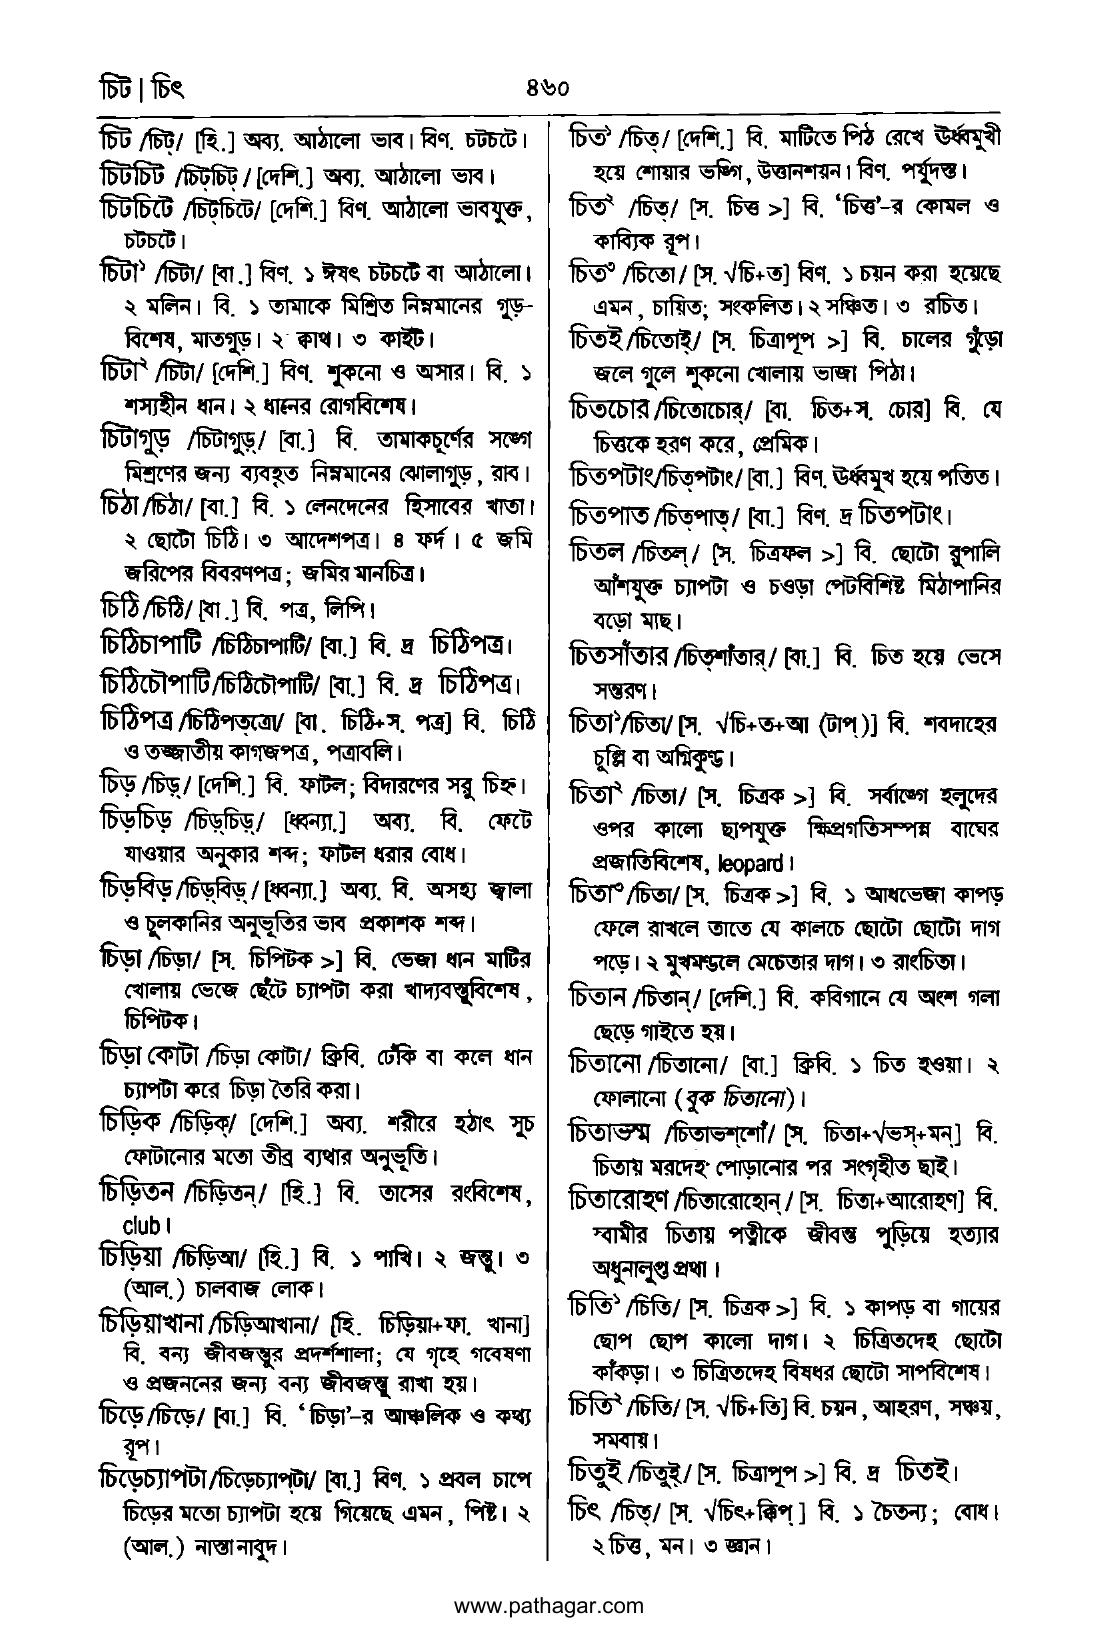 চিট | চিৎ
৪৬০
চিট /চিট্/ [হি.] অব্য. আঠালো ভাব। বিণ. চটচটে।
চিটচিট /চিট্‌চিট্/ [দেশি.] অব্য. আঠালো ভাব।
চিটচিটে /চিট্‌চিটে/ [দেশি.] বিণ. আঠালো ভাবযুক্ত,
চটচটে।
চিটা¹ /চিটা/ [বা.] বিণ. ১ ঈষৎ চটচটে বা আঠালো।
২ মলিন। বি. ১ তামাকে মিশ্রিত নিম্নমানের গুড়-
বিশেষ, মাতগুড়। ২ ক্বাথ। ৩ কাইট।
চিটা² /চিটা/ [দেশি.] বিণ. শুকনো ও অসার। বি. ১
শস্যহীন ধান। ২ ধানের রোগবিশেষ।
চিটাগুড় /চিটাগুড়্/ [বা.] বি. তামাকচূর্ণের সঙ্গে
মিশ্রণের জন্য ব্যবহৃত নিম্নমানের ঝোলাগুড়, রাব।
চিঠা /চিঠা/ [বা.] বি. ১ লেনদেনের হিসাবের খাতা।
২ ছোটো চিঠি। ৩ আদেশপত্র। ৪ ফর্দ। ৫ জমি
জরিপের বিবরণপত্র; জমির মানচিত্র।
চিঠি /চিঠি/ [বা.] বি. পত্র, লিপি।
চিঠিচাপাটি /চিঠিচাপাটি/ [বা.] বি. দ্র চিঠিপত্র।
চিঠিচৌপাটি /চিঠিচৌপাটি/ [বা.] বি. দ্র চিঠিপত্র।
চিঠিপত্র /চিঠিপত্‌ত্রো/ [বা. চিঠি+স. পত্র] বি. চিঠি
ও তজ্জাতীয় কাগজপত্র, পত্রাবলি।
চিড় /চিড়্/ [দেশি.] বি. ফাটল; বিদারণের সরু চিহ্ন।
চিড়চিড় /চিড়্‌চিড়্/ [ধ্বন্যা.] অব্য. বি. ফেটে
যাওয়ার অনুকার শব্দ; ফাটল ধরার বোধ।
চিড়বিড় /চিড়্‌বিড়্/ [ধ্বন্যা.] অব্য. বি. অসহ্য জ্বালা
ও চুলকানির অনুভূতির ভাব প্রকাশক শব্দ।
চিড়া /চিড়া/ [স. চিপিটক >] বি. ভেজা ধান মাটির
খোলায় ভেজে ছেঁটে চ্যাপটা করা খাদ্যবস্তুবিশেষ,
চিপিটক।
চিড়া কোটা /চিড়া কোটা/ ক্রিবি. ঢেঁকি বা কলে ধান
চ্যাপটা করে চিড়া তৈরি করা।
চিড়িক /চিড়িক্/ [দেশি.] অব্য. শরীরে হঠাৎ সূচ
ফোটানোর মতো তীব্র ব্যথার অনুভূতি।
চিড়িতন /চিড়িতন্/ [হি.] বি. তাসের রংবিশেষ,
club।
চিড়িয়া /চিড়িআ/ [হি.] বি. ১ পাখি। ২ জন্তু। ৩
(আল.) চালবাজ লোক।
চিড়িয়াখানা /চিড়িআখানা/ [হি. চিড়িয়া+ফা. খানা]
বি. বন্য জীবজন্তুর প্রদর্শশালা; যে গৃহে গবেষণা
ও প্রজননের জন্য বন্য জীবজন্তু রাখা হয়।
চিড়ে /চিড়ে/ [বা.] বি. ‘চিড়া’-র আঞ্চলিক ও কথ্য
রূপ।
চিড়েচ্যাপটা /চিড়েচ্যাপ্‌টা/ [বা.] বিণ. ১ প্রবল চাপে
চিড়ের মতো চ্যাপটা হয়ে গিয়েছে এমন, পিষ্ট। ২
(আল.) নাস্তানাবুদ।
চিত¹ /চিত্/ [দেশি.] বি. মাটিতে পিঠ রেখে ঊর্ধ্বমুখী
হয়ে শোয়ার ভঙ্গি, উত্তানশয়ন। বিণ. পর্যুদস্ত।
চিত² /চিত্/ [স. চিত্ত >] বি. ‘চিত্ত’-র কোমল ও
কাব্যিক রূপ।
চিত³ /চিতো/ [স. √চি+ত] বিণ. ১ চয়ন করা হয়েছে
এমন, চায়িত; সংকলিত। ২ সঞ্চিত। ৩ রচিত।
চিতই /চিতোই্/ [স. চিত্রাপূপ >] বি. চালের গুঁড়ো
জলে গুলে শুকনো খোলায় ভাজা পিঠা।
চিতচোর /চিতোচোর্/ [বা. চিত+স. চোর] বি. যে
চিত্তকে হরণ করে, প্রেমিক।
চিতপটাং /চিত্‌পটাং/ [বা.] বিণ. ঊর্ধ্বমুখ হয়ে পতিত।
চিতপাত /চিত্‌পাত্/ [বা.] বিণ. দ্র চিতপটাং।
চিতল /চিতল্/ [স. চিত্রফল >] বি. ছোটো রুপালি
আঁশযুক্ত চ্যাপটা ও চওড়া পেটবিশিষ্ট মিঠাপানির
বড়ো মাছ।
চিতসাঁতার /চিত্‌শাঁতার্/ [বা.] বি. চিত হয়ে ভেসে
সন্তরণ।
চিতা¹ /চিতা/ [স. √চি+ত+আ (টাপ্)] বি. শবদাহের
চুল্লি বা অগ্নিকুণ্ড।
চিতা² /চিতা/ [স. চিত্রক >] বি. সর্বাঙ্গে হলুদের
ওপর কালো ছাপযুক্ত ক্ষিপ্রগতিসম্পন্ন বাঘের
প্রজাতিবিশেষ, leopard।
চিতা³ /চিতা/ [স. চিত্রক >] বি. ১ আধভেজা কাপড়
ফেলে রাখলে তাতে যে কালচে ছোটো ছোটো দাগ
পড়ে। ২ মুখমণ্ডলে মেচেতার দাগ। ৩ রাংচিতা।
চিতান /চিতান্/ [দেশি.] বি. কবিগানে যে অংশ গলা
ছেড়ে গাইতে হয়।
চিতানো /চিতানো/ [বা.] ক্রিবি. ১ চিত হওয়া। ২
ফোলানো (বুক চিতানো)।
চিতাভস্ম /চিতাভশ্‌শোঁ/ [স. চিতা+√ভস্+মন্] বি.
চিতায় মরদেহ পোড়ানোর পর সংগৃহীত ছাই।
চিতারোহণ /চিতারোহোন্/ [স. চিতা+আরোহণ] বি.
স্বামীর চিতায় পত্নীকে জীবন্ত পুড়িয়ে হত্যার
অধুনালুপ্ত প্রথা।
চিতি¹ /চিতি/ [স. চিত্রক >] বি. ১ কাপড় বা গায়ের
ছোপ ছোপ কালো দাগ। ২ চিত্রিতদেহ ছোটো
কাঁকড়া। ৩ চিত্রিতদেহ বিষধর ছোটো সাপবিশেষ।
চিতি² /চিতি/ [স. √চি+তি] বি. চয়ন, আহরণ, সঞ্চয়,
সমবায়।
চিতুই /চিতুই্/ [স. চিত্রাপূপ >] বি. দ্র চিতই।
চিৎ /চিত্/ [স. √চিৎ+ক্বিপ্] বি. ১ চৈতন্য; বোধ।
২ চিত্ত, মন। ৩ জ্ঞান।
www.pathagar.com